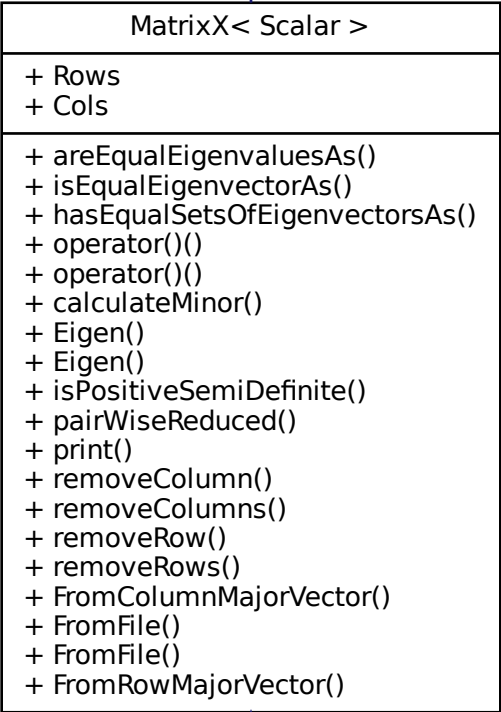 MatrixX< Scalar >
+ Rows
+ Cols
+ areEqualEigenvaluesAs()
+ isEqualEigenvectorAs()
+ hasEqualSetsOfEigenvectorsAs()
+ operator()()
+ operator()()
+ calculateMinor()
+ Eigen()
+ Eigen()
+ isPositiveSemiDefinite()
+ pairWiseReduced()
+ print()
+ removeColumn()
+ removeColumns()
+ removeRow()
+ removeRows()
+ FromColumnMajorVector()
+ FromFile()
+ FromFile()
+ FromRowMajorVector()